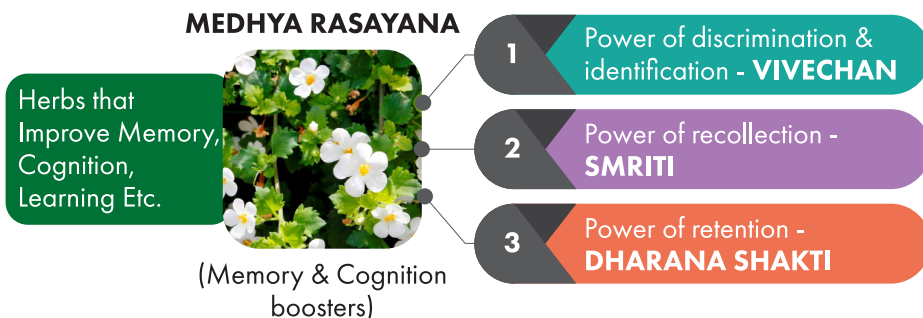 MEDHYA RASAYANA
Herbs that
Improve Memory,
Cognition,
Learning Etc.
(Memory & Cognition
boosters)
1
Power of discrimination &
identification - VIVECHAN
2
Power of recollection -
SMRITI
3
Power of retention -
DHARANA SHAKTI